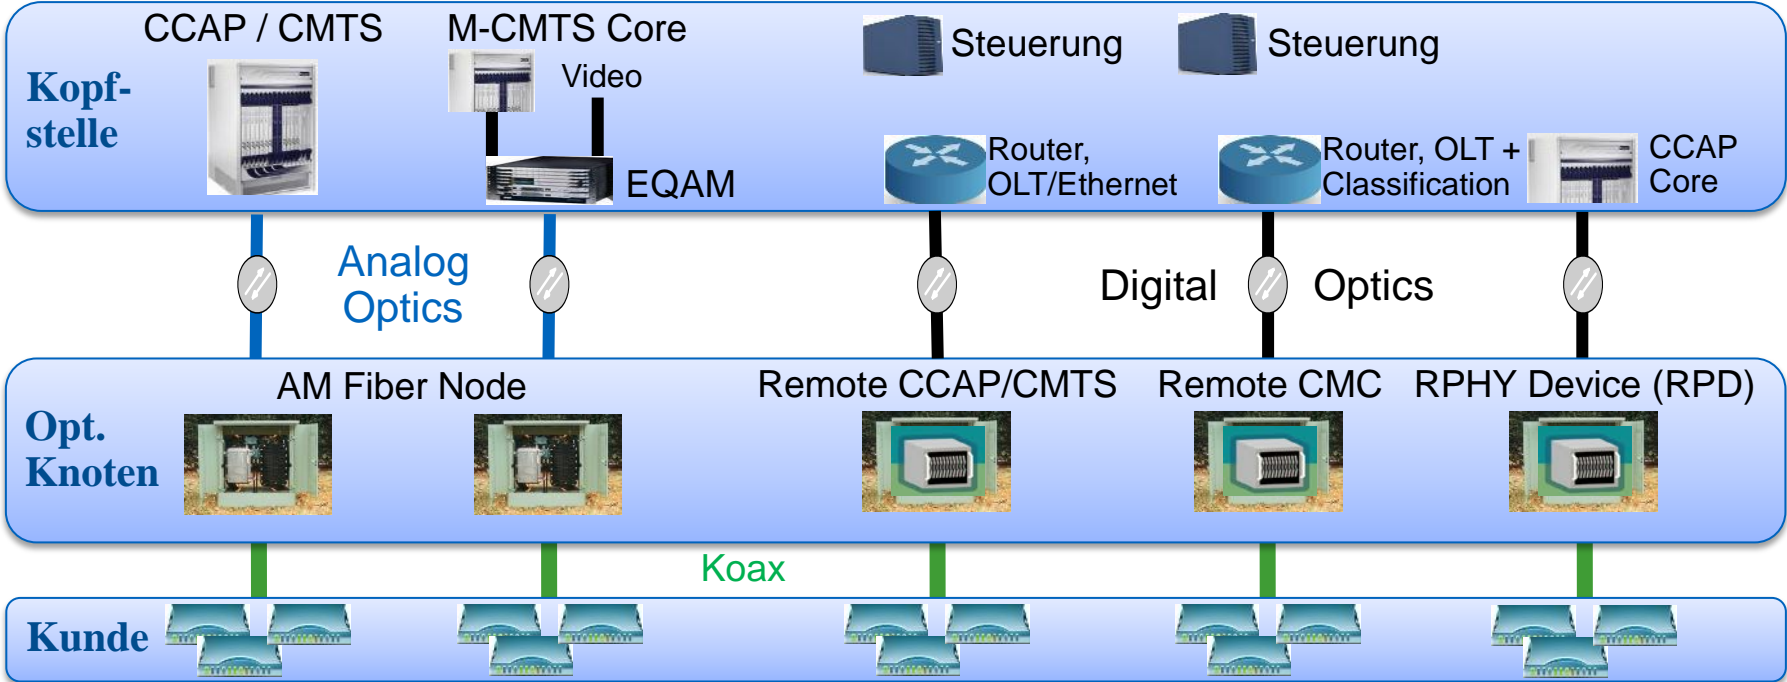 CCAP / CMTS
M-CMTS Core
Video
EQAM
Steuerung
Steuerung
Kopf-
stelle
Router,
OLT/Ethernet
Router, OLT +
Classification
CCAP
Core
Analog
Optics
Digital
Optics
AM Fiber Node
Remote CCAP/CMTS
Remote CMC
RPHY Device (RPD)
Opt.
Knoten
Koax
Kunde